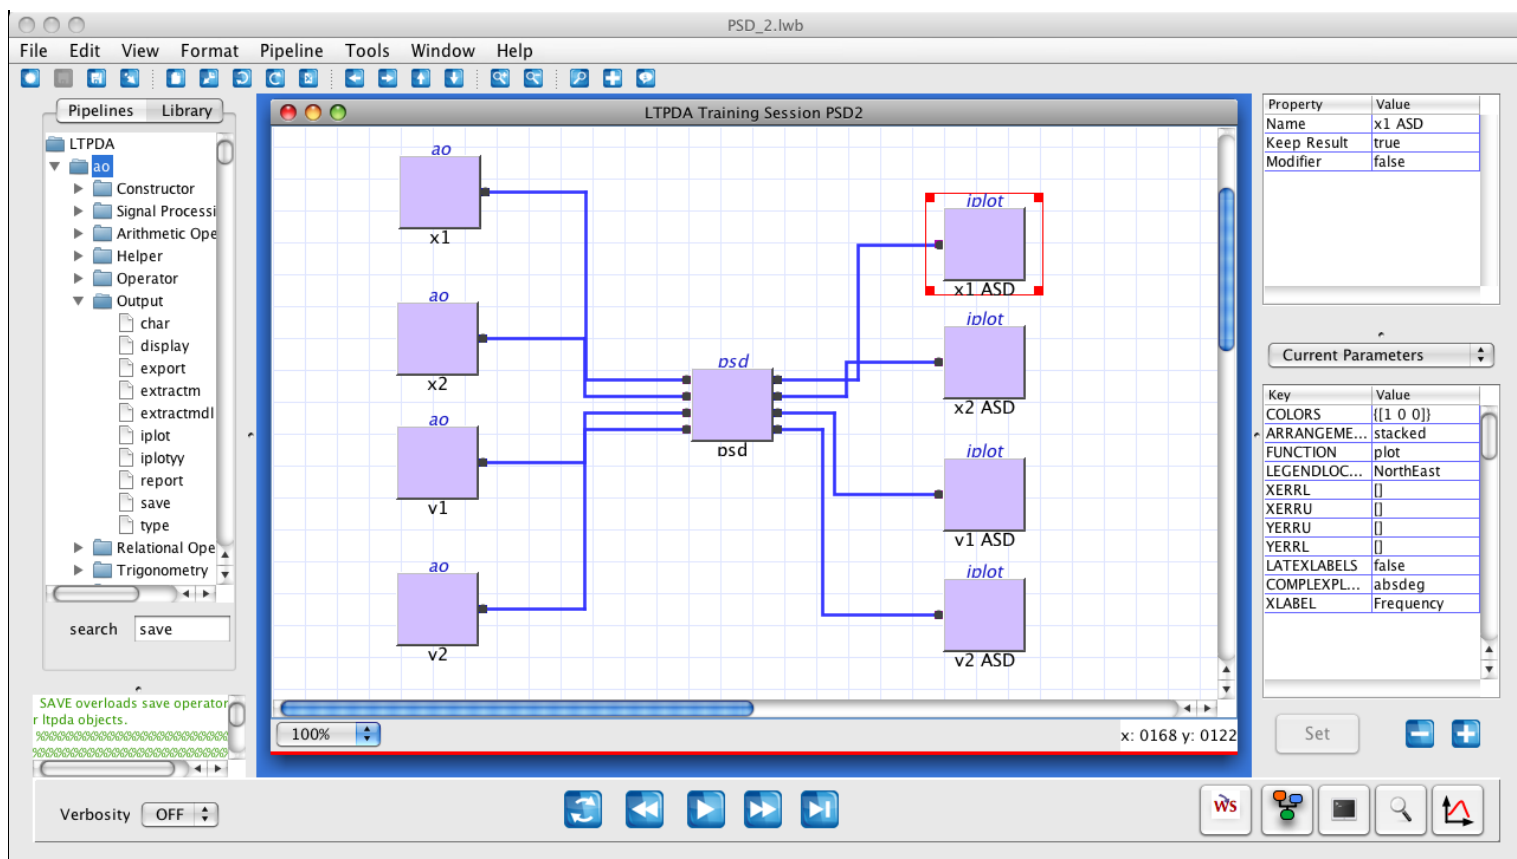 PSD_2.lwb
File Edit View Format Pipeline Tools Window Help
Pipelines Library
LTPDA
ao
Constructor
Signal Processi
Arithmetic Ope
Helper
Operator
Output
char
display
export
extractm
extractmdl
iplot
iplotyy
report
save
type
Relational Ope
Trigonometry
search save
SAVE overloads save operator
r ltpda objects.
LTPDA Training Session PSD2
ao
x1
ao
x2
ao
v1
ao
v2
psd
psd
iplot
x1 ASD
iplot
x2 ASD
iplot
v1 ASD
iplot
v2 ASD
100%
x: 0168 y: 0122
Property Value
Name x1 ASD
Keep Result true
Modifier false
Current Parameters
Key Value
COLORS {[1 0 0]}
ARRANGEME... stacked
FUNCTION plot
LEGENDLOC... NorthEast
XERRL []
XERRU []
YERRU []
YERRL []
LATEXLABELS false
COMPLEXPL... absdeg
XLABEL Frequency
Set
Verbosity OFF
WS